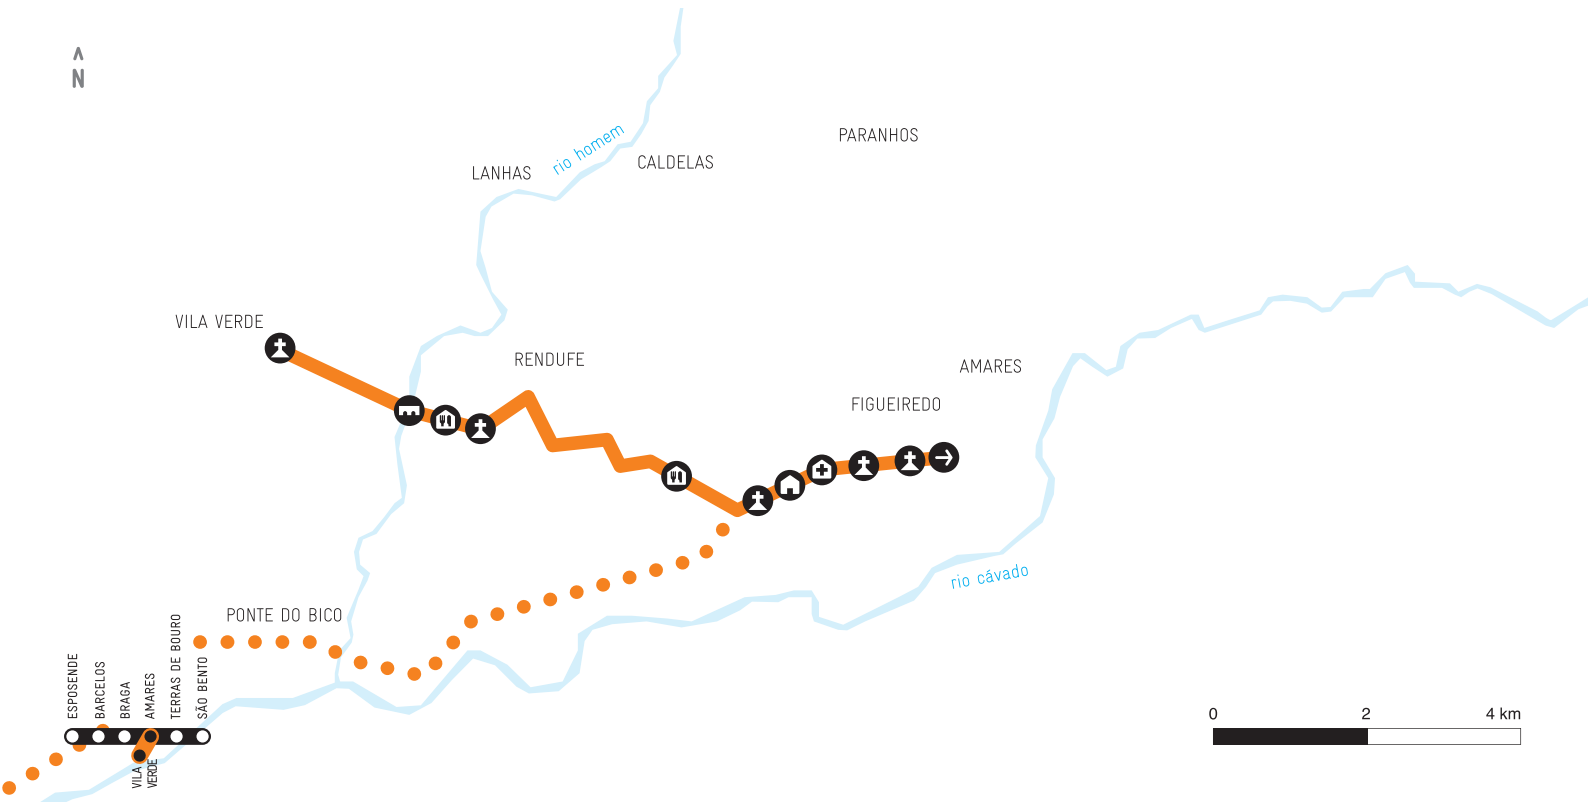 N
PARANHOS
rio homem
CALDELAS
LANHAS
VILA VERDE
RENDUFE
AMARES
FIGUEIREDO
rio cávado
PONTE DO BICO
ESPOSENDE
BARCELOS
BRAGA
AMARES
TERRAS DE BOURO
SÃO BENTO
VILA
VERDE
0 2 4 km